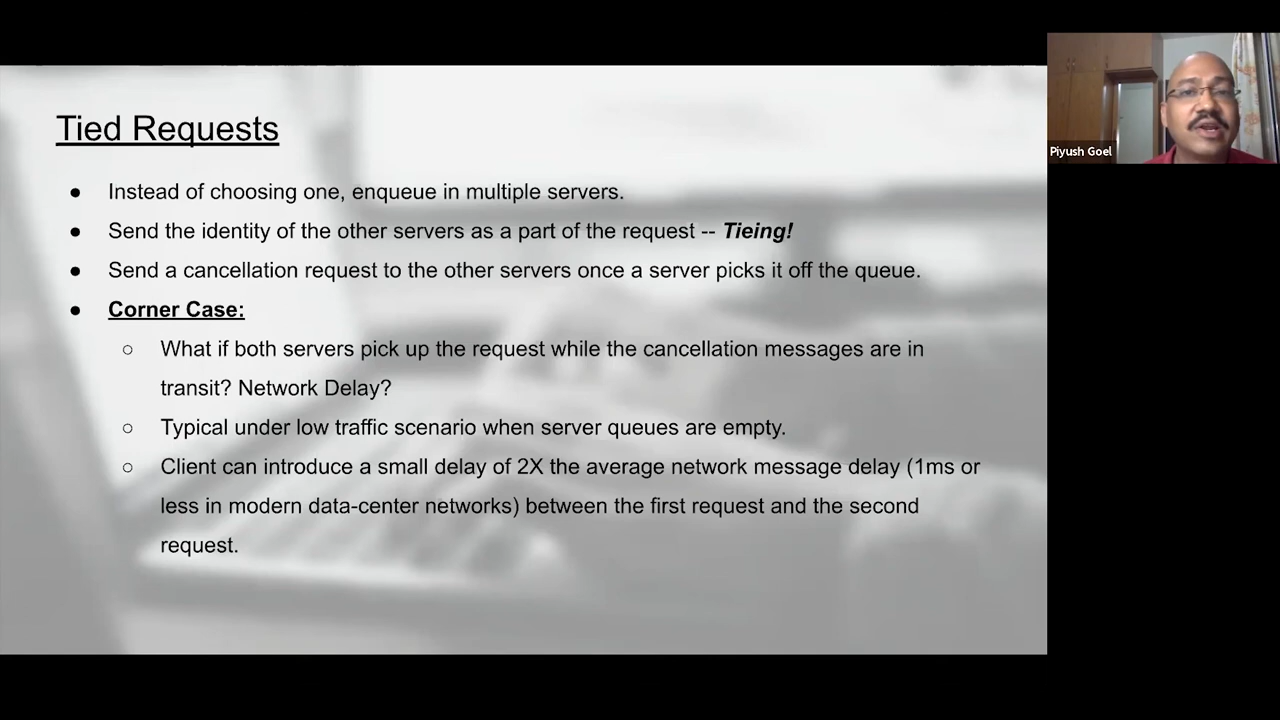 Tied Requests
● Instead of choosing one, enqueue in multiple servers.
● Send the identity of the other servers as a part of the request -- Tieing!
● Send a cancellation request to the other servers once a server picks it off the queue.
● Corner Case:
○ What if both servers pick up the request while the cancellation messages are in
transit? Network Delay?
○ Typical under low traffic scenario when server queues are empty.
○ Client can introduce a small delay of 2X the average network message delay (1ms or
less in modern data-center networks) between the first request and the second
request.
Piyush Goel